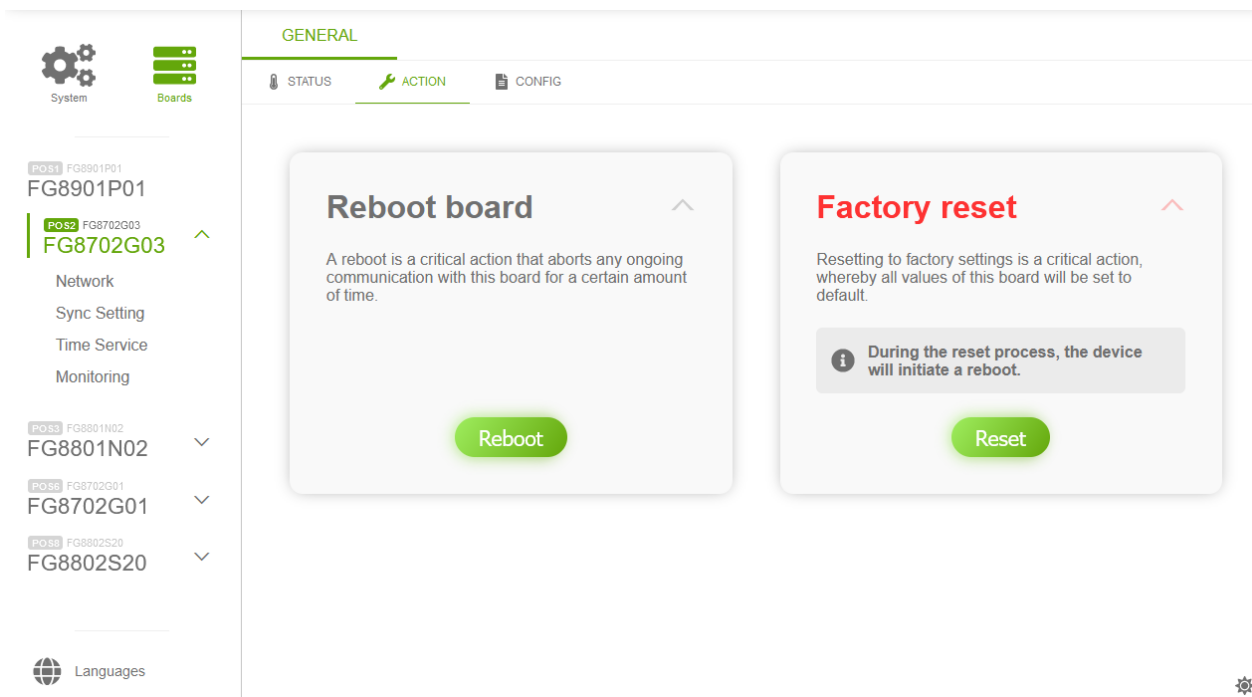 System
Boards
POS1 FG8901P01
FG8901P01
POS2 FG8702G03
FG8702G03
Network
Sync Setting
Time Service
Monitoring
POS3 FG8801N02
FG8801N02
POS6 FG8702G01
FG8702G01
POS8 FG8802S20
FG8802S20
Languages
GENERAL
STATUS ACTION CONFIG
Reboot board
A reboot is a critical action that aborts any ongoing
communication with this board for a certain amount
of time.
Reboot
Factory reset
Resetting to factory settings is a critical action,
whereby all values of this board will be set to
default.
During the reset process, the device
will initiate a reboot.
Reset